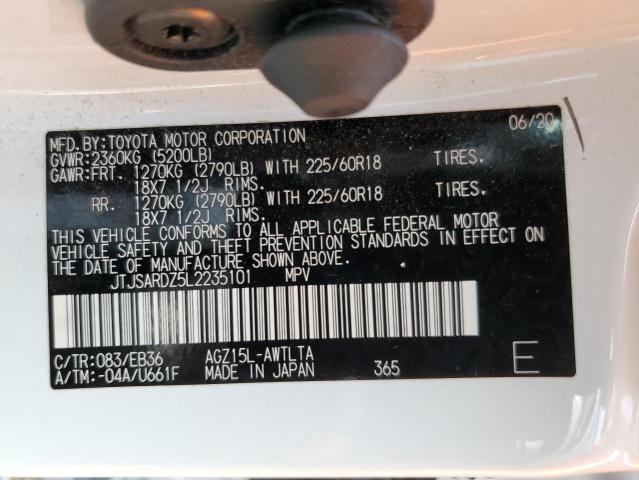 MFD.BY:TOYOTA MOTOR CORPORATION 06/20
GVWR:2360KG (5200LB)
GAWR:FRT. 1270KG (2790LB) WITH 225/60R18 TIRES.
18X7 1/2J RIMS.
RR. 1270KG (2790LB) WITH 225/60R18 TIRES.
18X7 1/2J RIMS.
THIS VEHICLE CONFORMS TO ALL APPLICABLE FEDERAL MOTOR
VEHICLE SAFETY AND THEFT PREVENTION STANDARDS IN EFFECT ON
THE DATE OF MANUFACTURE SHOWN ABOVE.
JTJSARDZ5L2235101 MPV
C/TR:083/EB36 AGZ15L-AWTLTA
A/TM:-04A/U661F MADE IN JAPAN 365 E